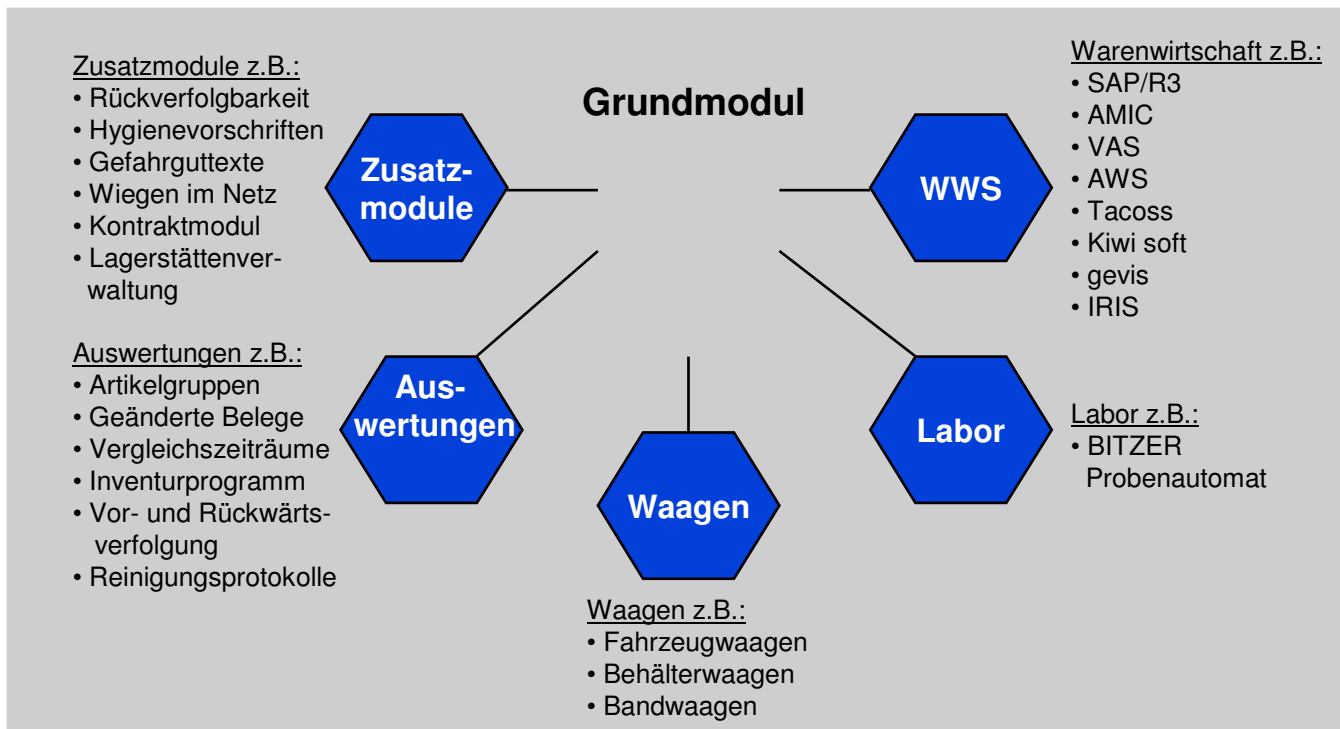 Grundmodul
Zusatzmodule z.B.:
• Rückverfolgbarkeit
• Hygienevorschriften
• Gefahrguttexte
• Wiegen im Netz
• Kontraktmodul
• Lagerstättenver-
waltung
Zusatz-
module
WWS
Warenwirtschaft z.B.:
• SAP/R3
• AMIC
• VAS
• AWS
• Tacoss
• Kiwi soft
• gevis
• IRIS
Auswertungen z.B.:
• Artikelgruppen
• Geänderte Belege
• Vergleichszeiträume
• Inventurprogramm
• Vor- und Rückwärts-
verfolgung
• Reinigungsprotokolle
Aus-
wertungen
Waagen
Waagen z.B.:
• Fahrzeugwaagen
• Behälterwaagen
• Bandwaagen
Labor
Labor z.B.:
• BITZER
Probenautomat